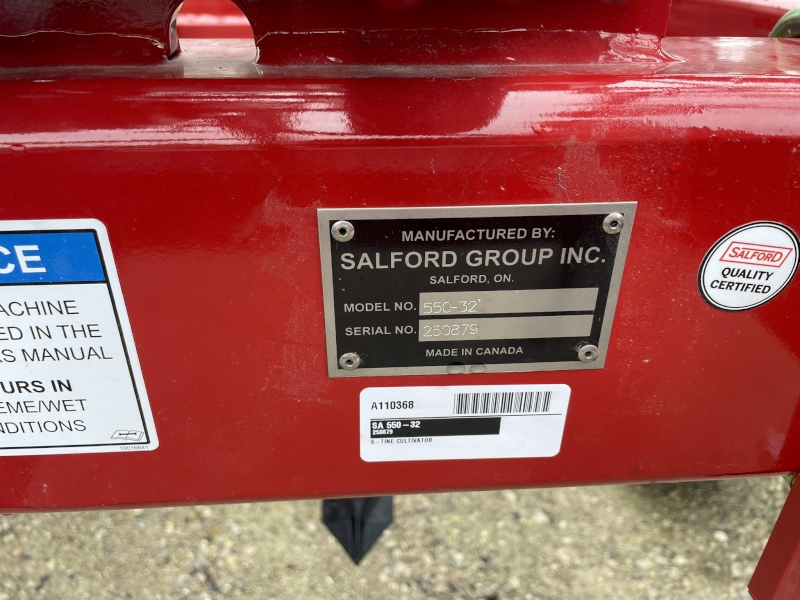 CE
ACHINE
ED IN THE
RS MANUAL
URS IN
EME/WET
NDITIONS
10016641
MANUFACTURED BY:
SALFORD GROUP INC.
SALFORD, ON.
MODEL NO. 550-32'
SERIAL NO. 250879
MADE IN CANADA
A110368
SA 550-32
250879
S-TINE CULTIVATOR
SALFORD
QUALITY
CERTIFIED